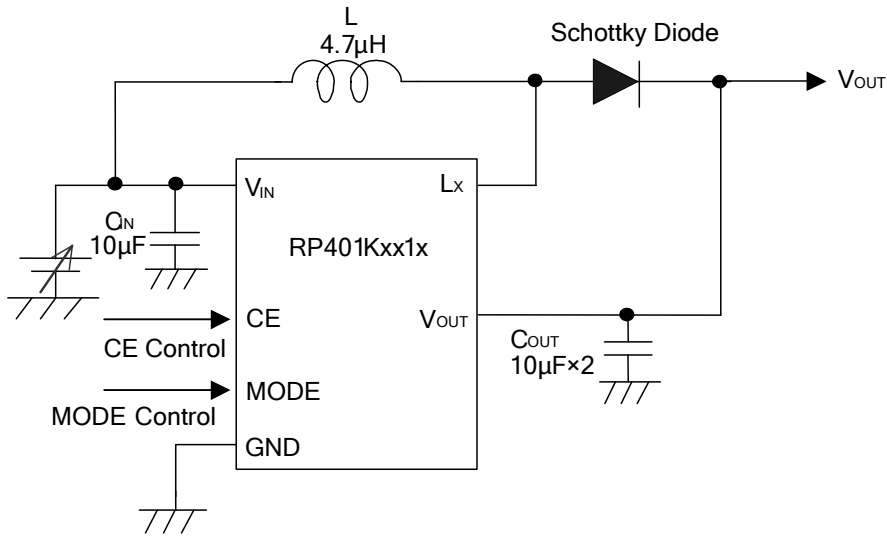 L
4.7µH
Schottky Diode
VOUT
VIN
LX
CIN
10µF
RP401Kxx1x
CE
VOUT
CE Control
COUT
10µF×2
MODE
MODE Control
GND